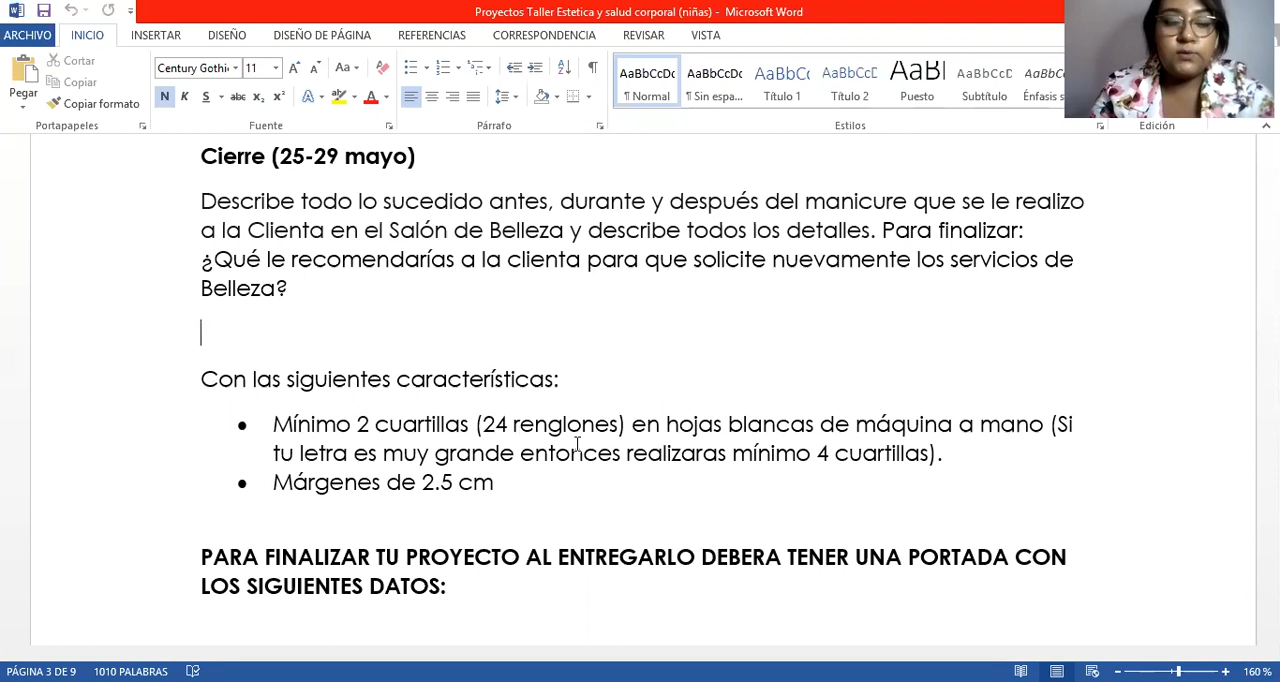 Proyectos Taller Estetica y salud corporal (niñas) - Microsoft Word
ARCHIVO INICIO INSERTAR DISEÑO DISEÑO DE PÁGINA REFERENCIAS CORRESPONDENCIA REVISAR VISTA
Pegar
Cortar
Copiar
Copiar formato
Portapapeles
Century Gothi 11
N K S abc x₂ x²
Fuente
Párrafo
AaBbCcDc AaBbCcDc AaBbCc AaBbCcC AaBl AaBbCcC AaBbCc
¶ Normal ¶ Sin espa... Título 1 Título 2 Puesto Subtítulo Énfasis s
Estilos
Edición
Cierre (25-29 mayo)
Describe todo lo sucedido antes, durante y después del manicure que se le realizo
a la Clienta en el Salón de Belleza y describe todos los detalles. Para finalizar:
¿Qué le recomendarías a la clienta para que solicite nuevamente los servicios de
Belleza?
Con las siguientes características:
• Mínimo 2 cuartillas (24 renglones) en hojas blancas de máquina a mano (Si
tu letra es muy grande entonces realizaras mínimo 4 cuartillas).
• Márgenes de 2.5 cm
PARA FINALIZAR TU PROYECTO AL ENTREGARLO DEBERA TENER UNA PORTADA CON
LOS SIGUIENTES DATOS:
PÁGINA 3 DE 9 1010 PALABRAS 160 %